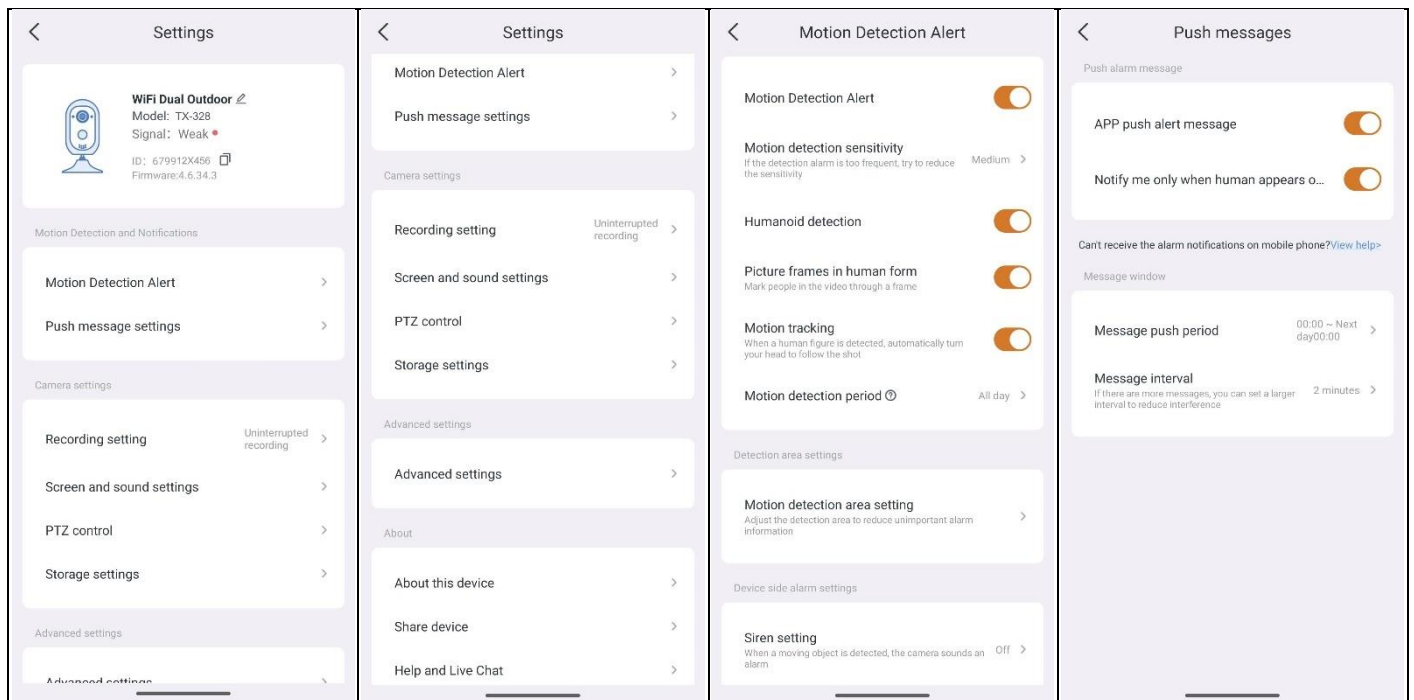 Settings
WiFi Dual Outdoor
Model: TX-328
Signal: Weak
ID: 679912X456
Firmware:4.6.34.3
Motion Detection and Notifications
Motion Detection Alert
Push message settings
Camera settings
Recording setting
Uninterrupted
recording
Screen and sound settings
PTZ control
Storage settings
Advanced settings
Advanced settings
Settings
Motion Detection Alert
Push message settings
Camera settings
Recording setting
Uninterrupted
recording
Screen and sound settings
PTZ control
Storage settings
Advanced settings
Advanced settings
About
About this device
Share device
Help and Live Chat
Motion Detection Alert
Motion Detection Alert
Motion detection sensitivity
If the detection alarm is too frequent, try to reduce
the sensitivity
Medium
Humanoid detection
Picture frames in human form
Mark people in the video through a frame
Motion tracking
When a human figure is detected, automatically turn
your head to follow the shot
Motion detection period
All day
Detection area settings
Motion detection area setting
Adjust the detection area to reduce unimportant alarm
information
Device side alarm settings
Siren setting
When a moving object is detected, the camera sounds an
alarm
Off
Push messages
Push alarm message
APP push alert message
Notify me only when human appears o...
Can't receive the alarm notifications on mobile phone?View help>
Message window
Message push period
00:00 ~ Next
day00:00
Message interval
If there are more messages, you can set a larger
interval to reduce interference
2 minutes